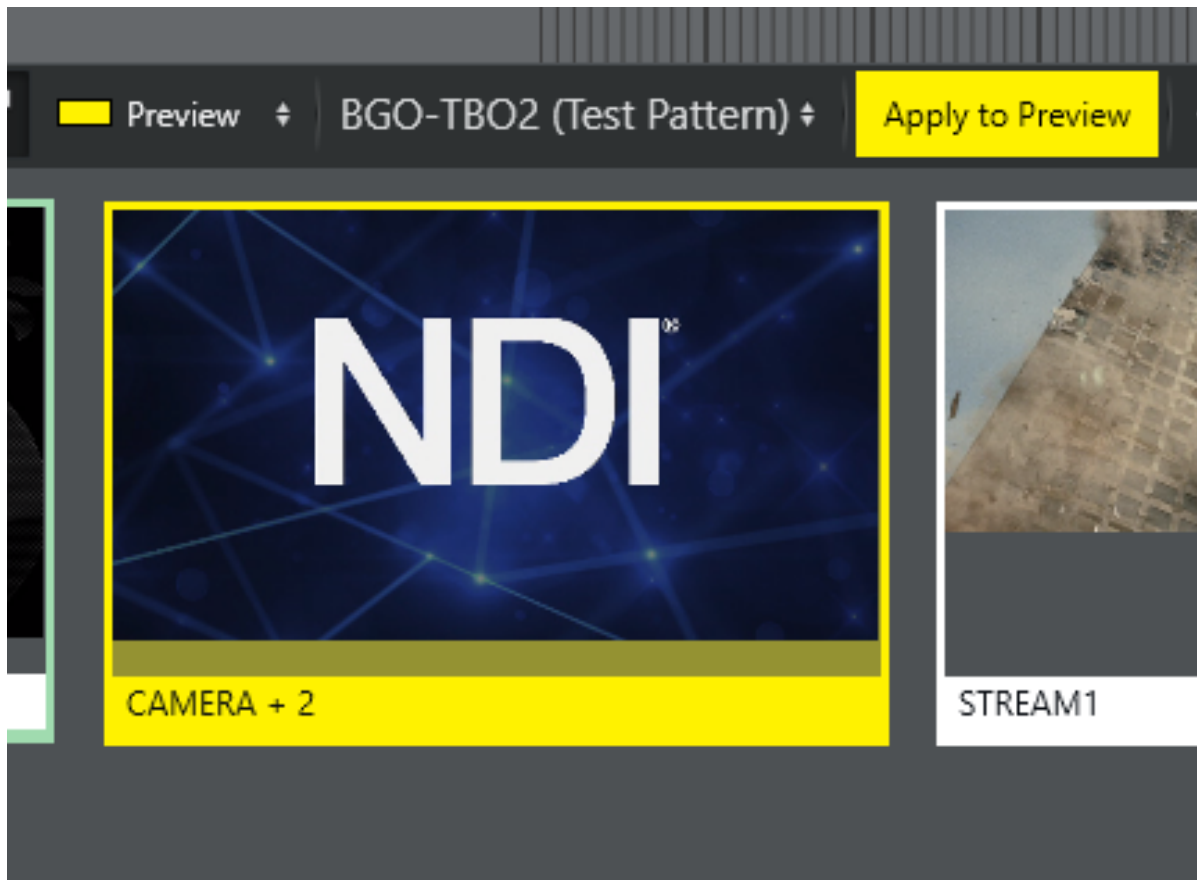 Preview
BGO-TBO2 (Test Pattern)
Apply to Preview
NDI®
CAMERA + 2
STREAM1